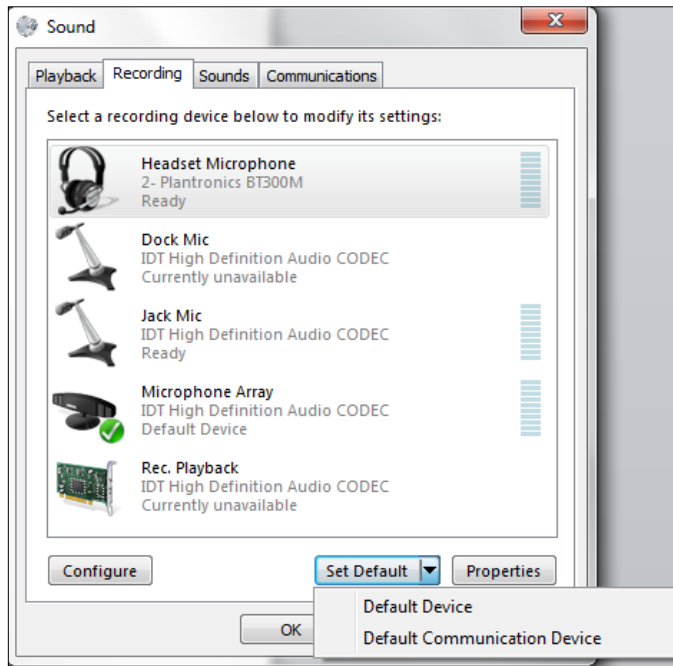 Sound
Playback Recording Sounds Communications
Select a recording device below to modify its settings:
Headset Microphone
2- Plantronics BT300M
Ready
Dock Mic
IDT High Definition Audio CODEC
Currently unavailable
Jack Mic
IDT High Definition Audio CODEC
Ready
Microphone Array
IDT High Definition Audio CODEC
Default Device
Rec. Playback
IDT High Definition Audio CODEC
Currently unavailable
Configure Set Default Properties
OK
Default Device
Default Communication Device